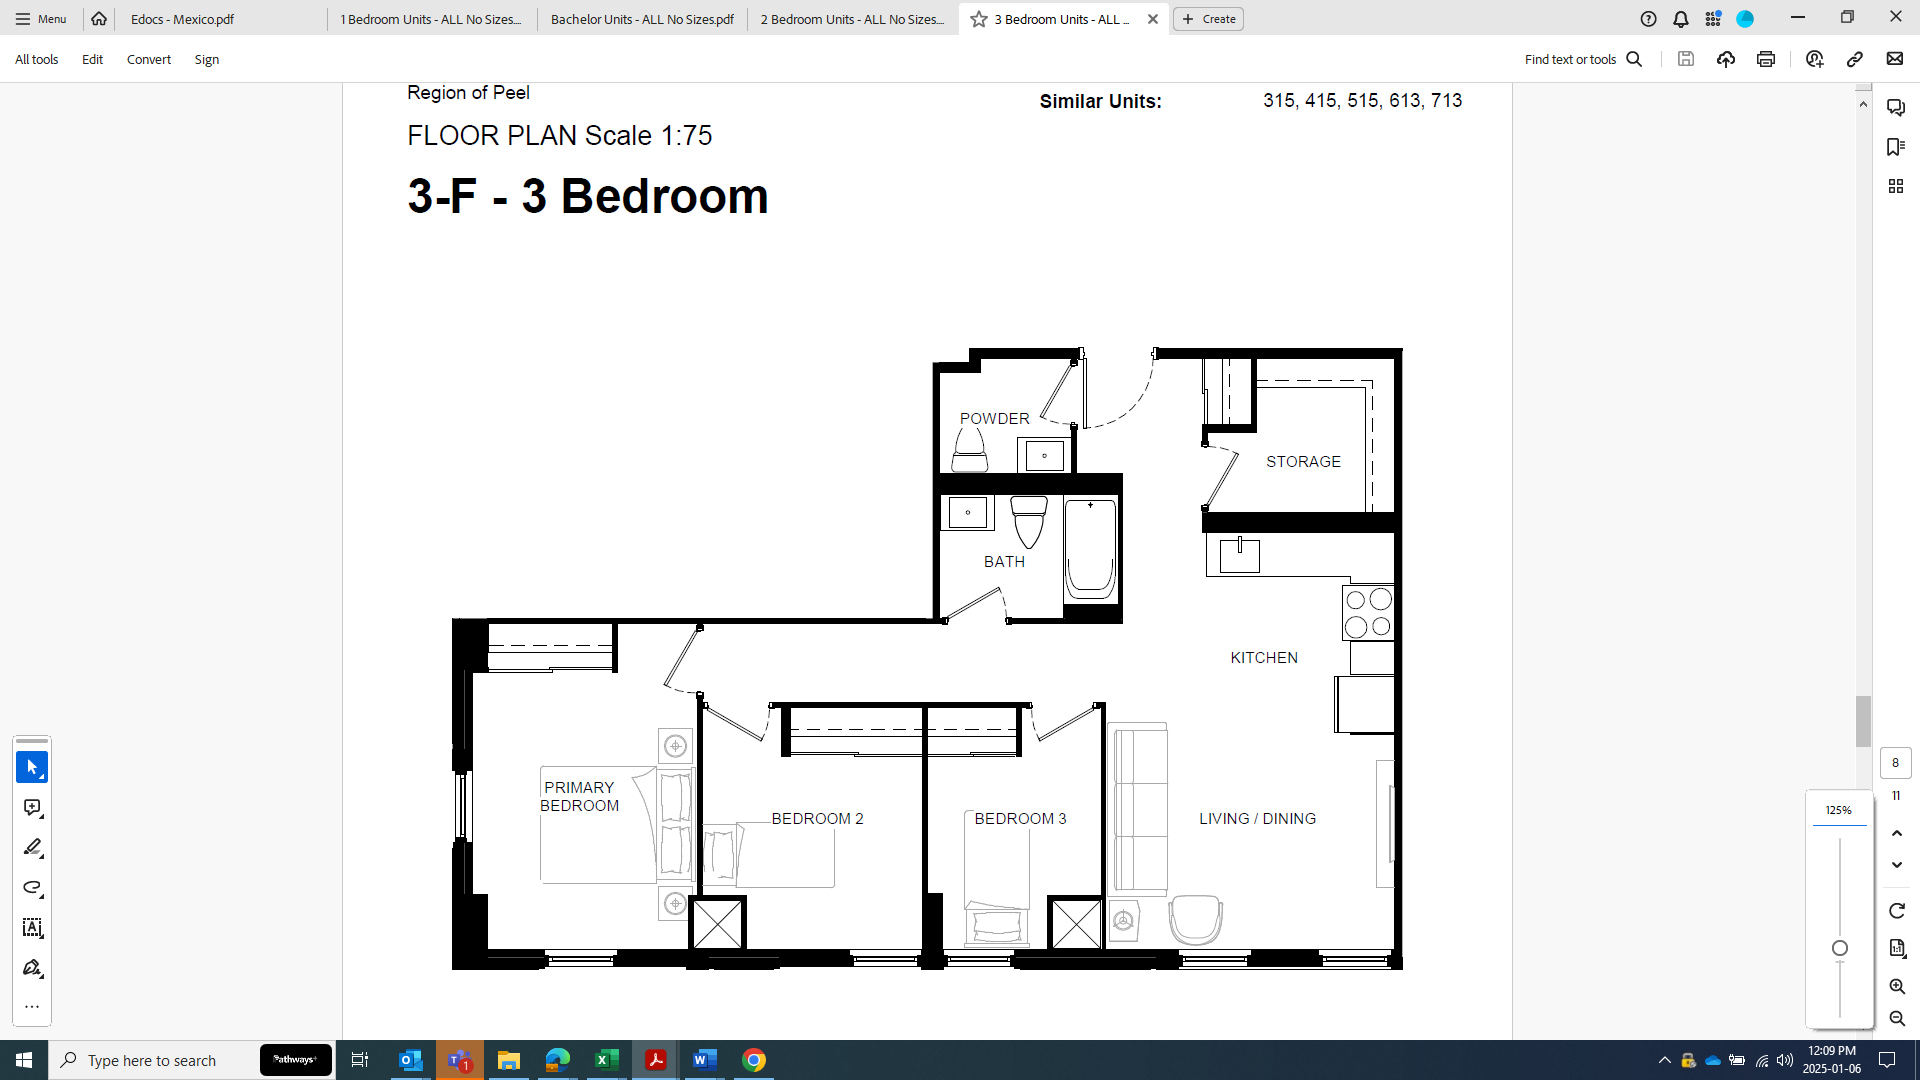 Menu
Edocs - Mexico.pdf
1 Bedroom Units - ALL No Sizes....
Bachelor Units - ALL No Sizes.pdf
2 Bedroom Units - ALL No Sizes....
3 Bedroom Units - ALL ...
Create
All tools
Edit
Convert
Sign
Find text or tools
Region of Peel
Similar Units:
315, 415, 515, 613, 713
FLOOR PLAN Scale 1:75
3-F - 3 Bedroom
POWDER
STORAGE
BATH
KITCHEN
PRIMARY
BEDROOM
BEDROOM 2
BEDROOM 3
LIVING / DINING
8
11
125%
Type here to search
Pathways+
1
12:09 PM
2025-01-06